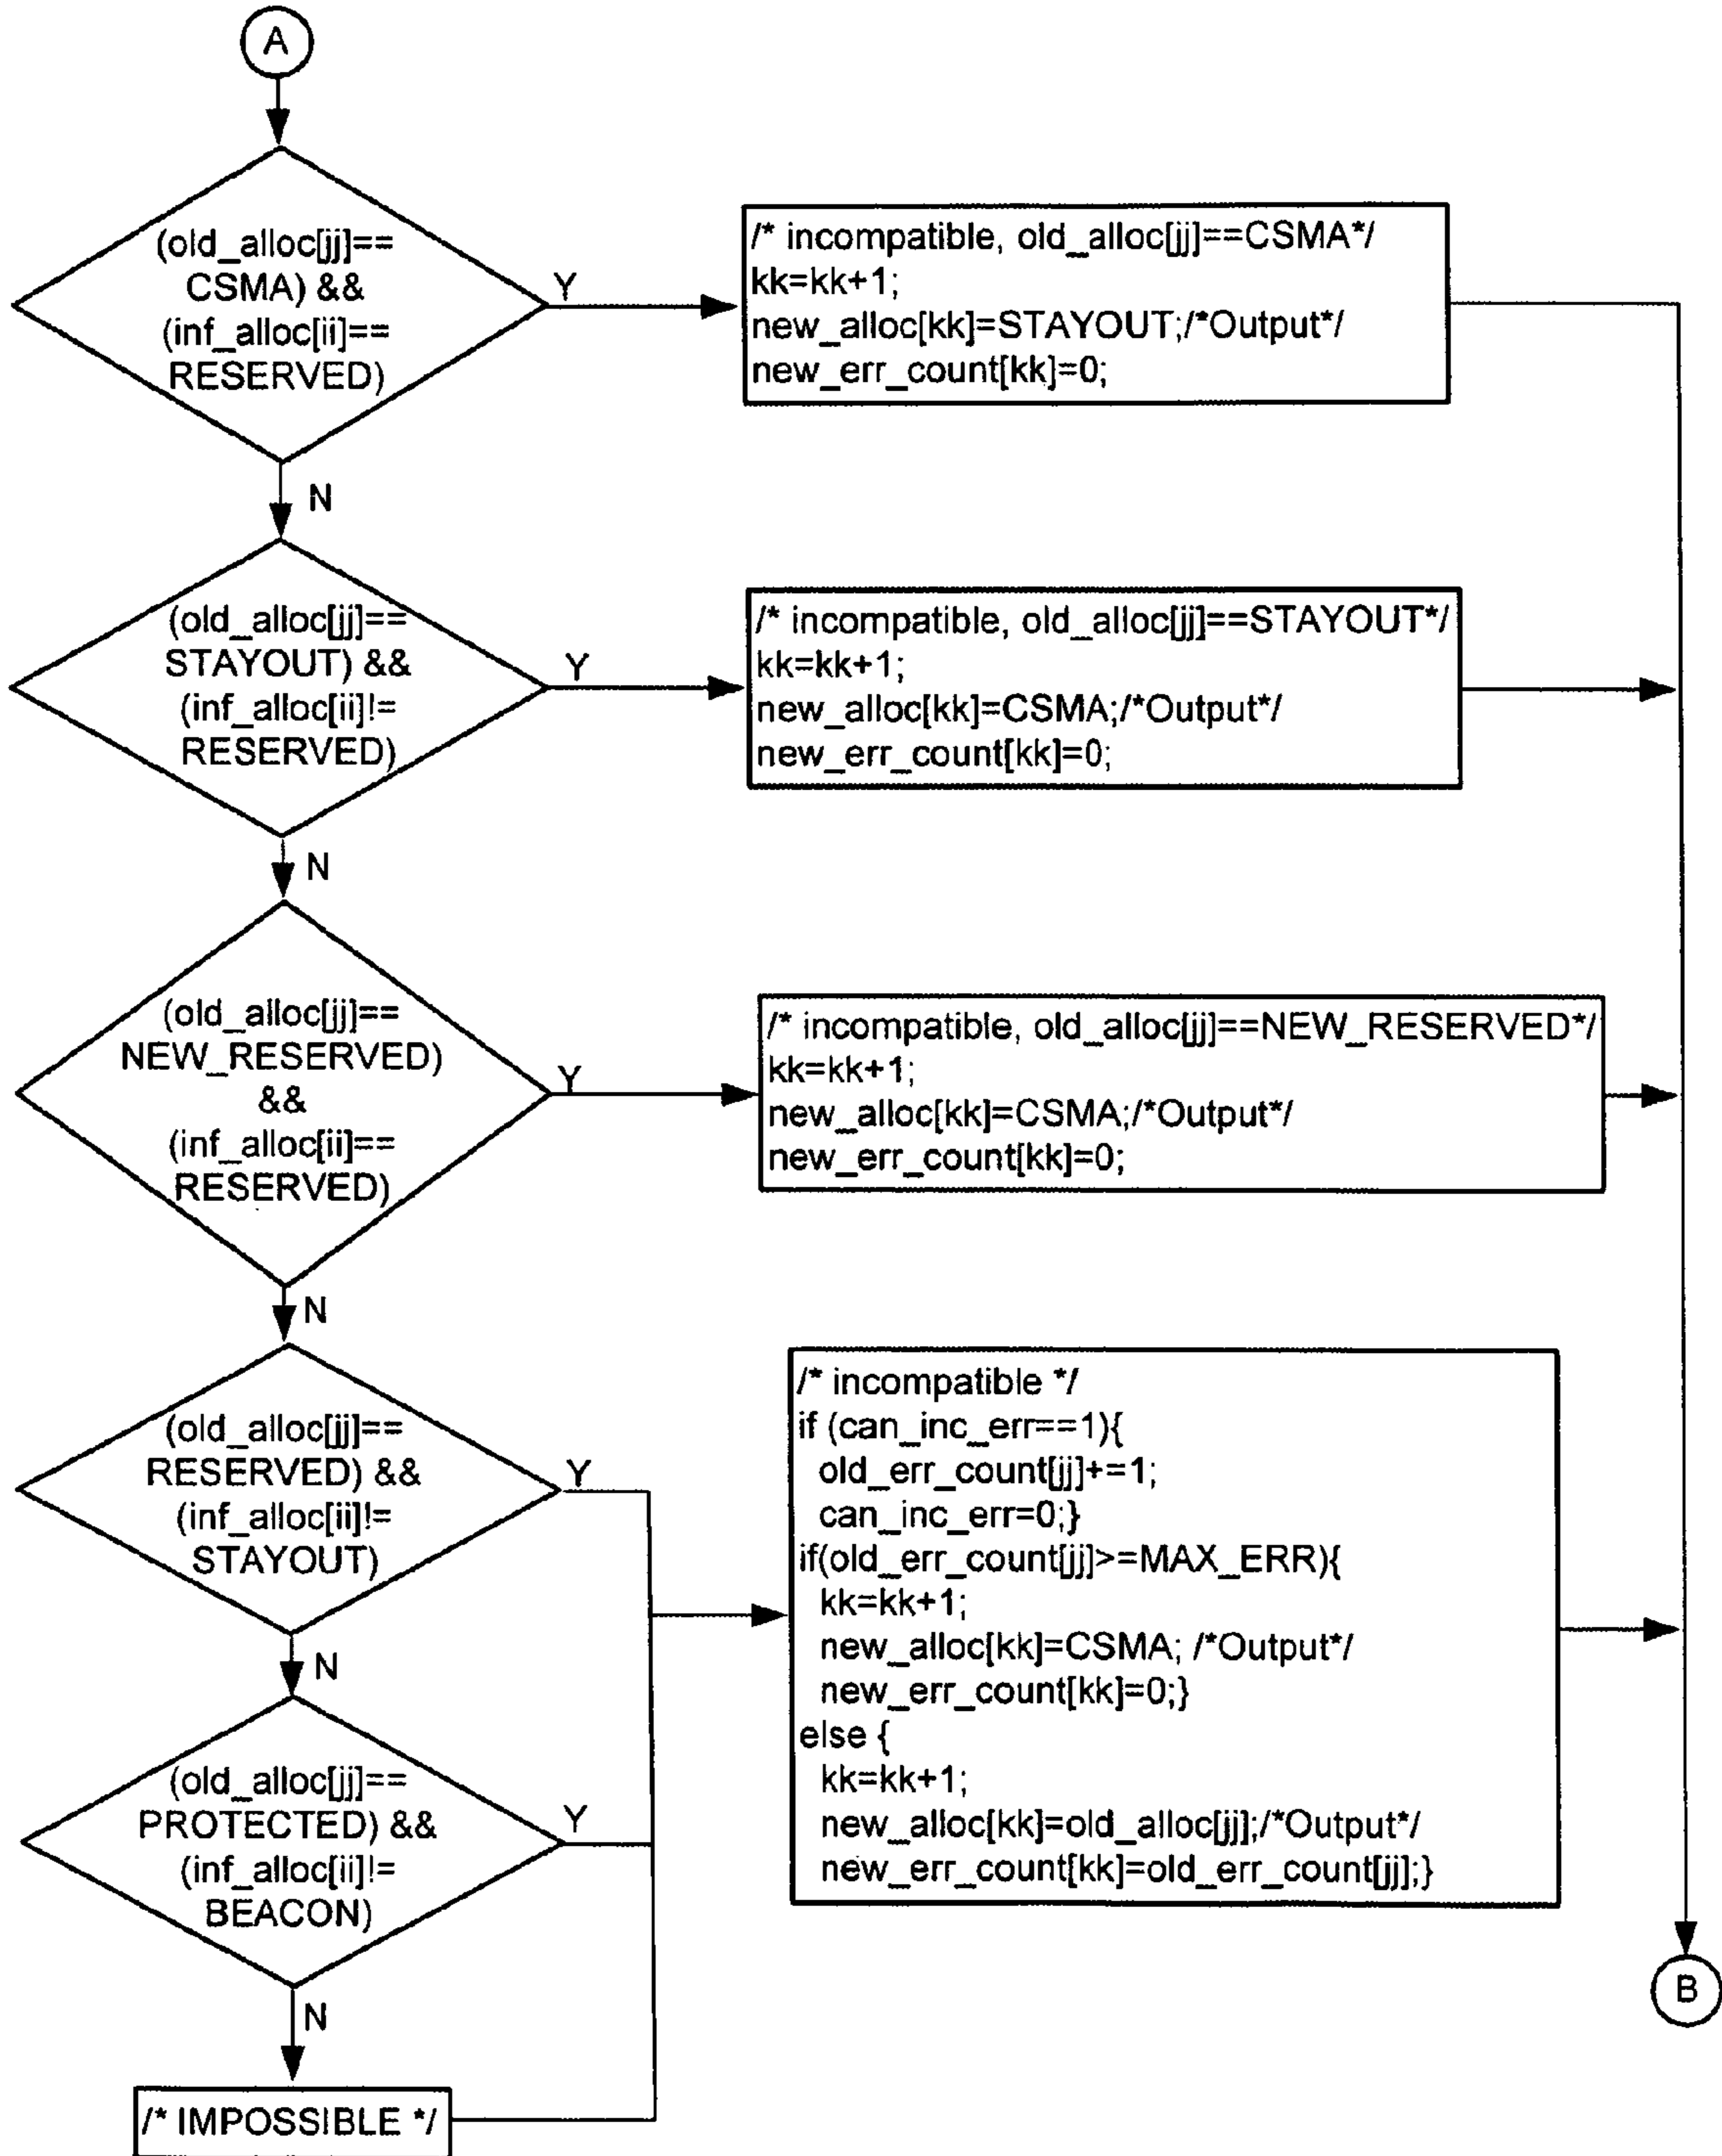 A
(old_alloc[jj]==
CSMA) &&
(inf_alloc[ii]==
RESERVED)
Y
/* incompatible, old_alloc[jj]==CSMA*/
kk=kk+1;
new_alloc[kk]=STAYOUT;/*Output*/
new_err_count[kk]=0;
N
(old_alloc[jj]==
STAYOUT) &&
(inf_alloc[ii]!=
RESERVED)
Y
/* incompatible, old_alloc[jj]==STAYOUT*/
kk=kk+1;
new_alloc[kk]=CSMA;/*Output*/
new_err_count[kk]=0;
N
(old_alloc[jj]==
NEW_RESERVED)
&&
(inf_alloc[ii]==
RESERVED)
Y
/* incompatible, old_alloc[jj]==NEW_RESERVED*/
kk=kk+1;
new_alloc[kk]=CSMA;/*Output*/
new_err_count[kk]=0;
N
(old_alloc[jj]==
RESERVED) &&
(inf_alloc[ii]!=
STAYOUT)
Y
/* incompatible */
if (can_inc_err==1){
old_err_count[jj]+=1;
can_inc_err=0;}
if(old_err_count[jj]>=MAX_ERR){
kk=kk+1;
new_alloc[kk]=CSMA; /*Output*/
new_err_count[kk]=0;}
else {
kk=kk+1;
new_alloc[kk]=old_alloc[jj];/*Output*/
new_err_count[kk]=old_err_count[jj];}
N
(old_alloc[jj]==
PROTECTED) &&
(inf_alloc[ii]!=
BEACON)
Y
B
N
/* IMPOSSIBLE */